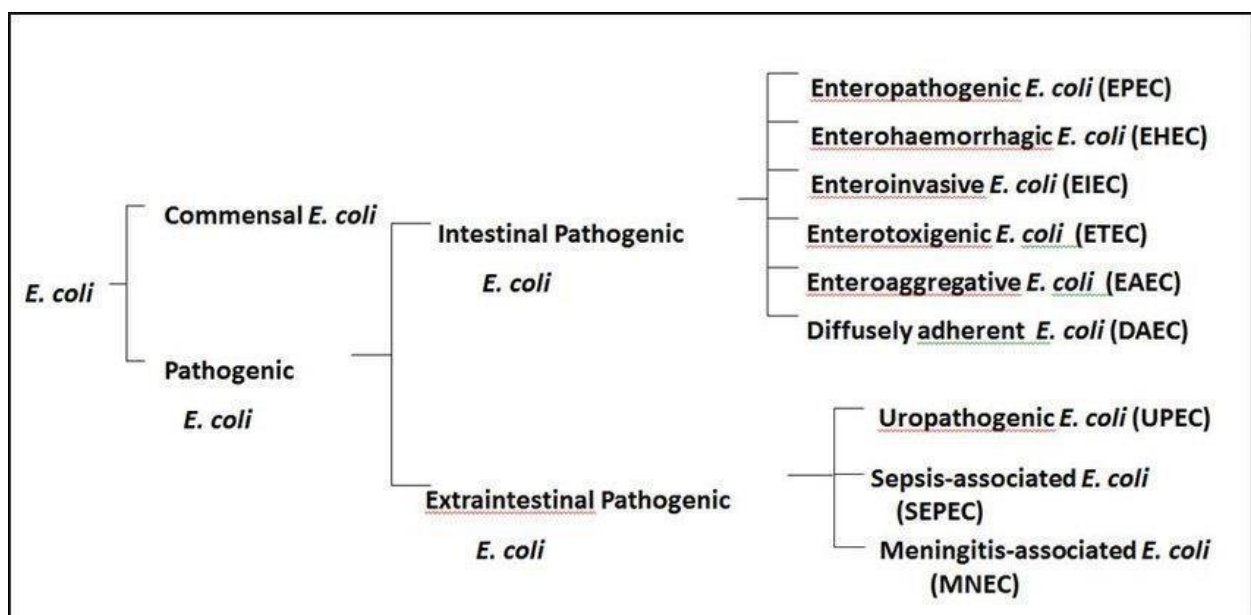 E. coli
Commensal E. coli
Pathogenic
E. coli
Intestinal Pathogenic
E. coli
Extraintestinal Pathogenic
E. coli
Enteropathogenic E. coli (EPEC)
Enterohaemorrhagic E. coli (EHEC)
Enteroinvasive E. coli (EIEC)
Enterotoxigenic E. coli (ETEC)
Enteroaggregative E. coli (EAEC)
Diffusely adherent E. coli (DAEC)
Uropathogenic E. coli (UPEC)
Sepsis-associated E. coli
(SEPEC)
Meningitis-associated E. coli
(MNEC)